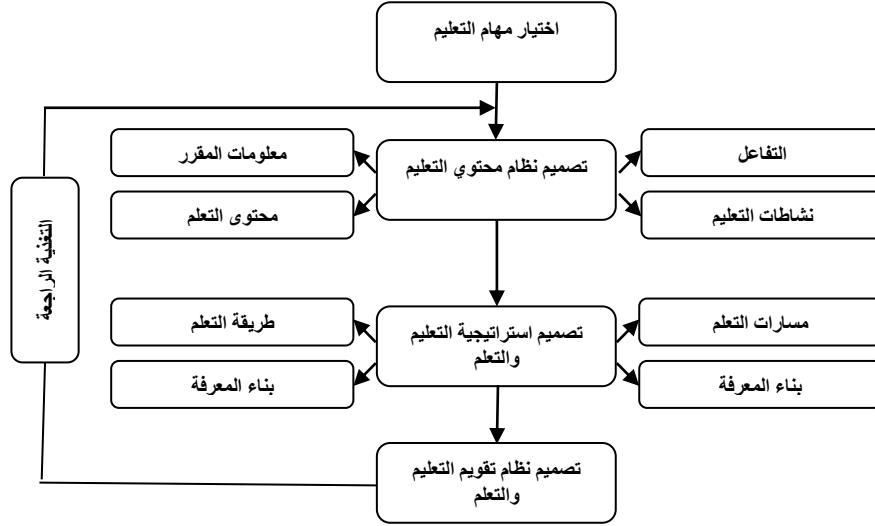 اختيار مهام التعليم
التفاعل
تصميم نظام محتوي التعليم
معلومات المقرر
نشاطات التعليم
محتوى التعلم
التغذية الراجعة
مسارات التعلم
تصميم استراتيجية التعليم
والتعلم
طريقة التعلم
بناء المعرفة
بناء المعرفة
تصميم نظام تقويم التعليم
والتعلم